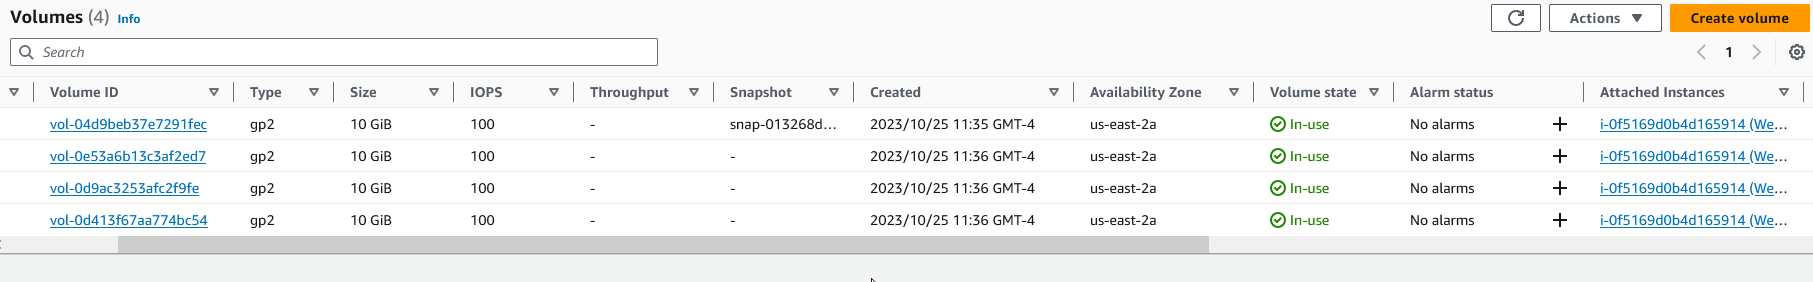 Volumes (4) Info
Actions Create volume
Search
1
Volume ID Type Size IOPS Throughput Snapshot Created Availability Zone Volume state Alarm status Attached Instances
vol-04d9beb37e7291fec gp2 10 GiB 100 - snap-013268d... 2023/10/25 11:35 GMT-4 us-east-2a In-use No alarms + i-0f5169d0b4d165914 (We...
vol-0e53a6b13c3af2ed7 gp2 10 GiB 100 - - 2023/10/25 11:36 GMT-4 us-east-2a In-use No alarms + i-0f5169d0b4d165914 (We...
vol-0d9ac3253afc2f9fe gp2 10 GiB 100 - - 2023/10/25 11:36 GMT-4 us-east-2a In-use No alarms + i-0f5169d0b4d165914 (We...
vol-0d413f67aa774bc54 gp2 10 GiB 100 - - 2023/10/25 11:36 GMT-4 us-east-2a In-use No alarms + i-0f5169d0b4d165914 (We...